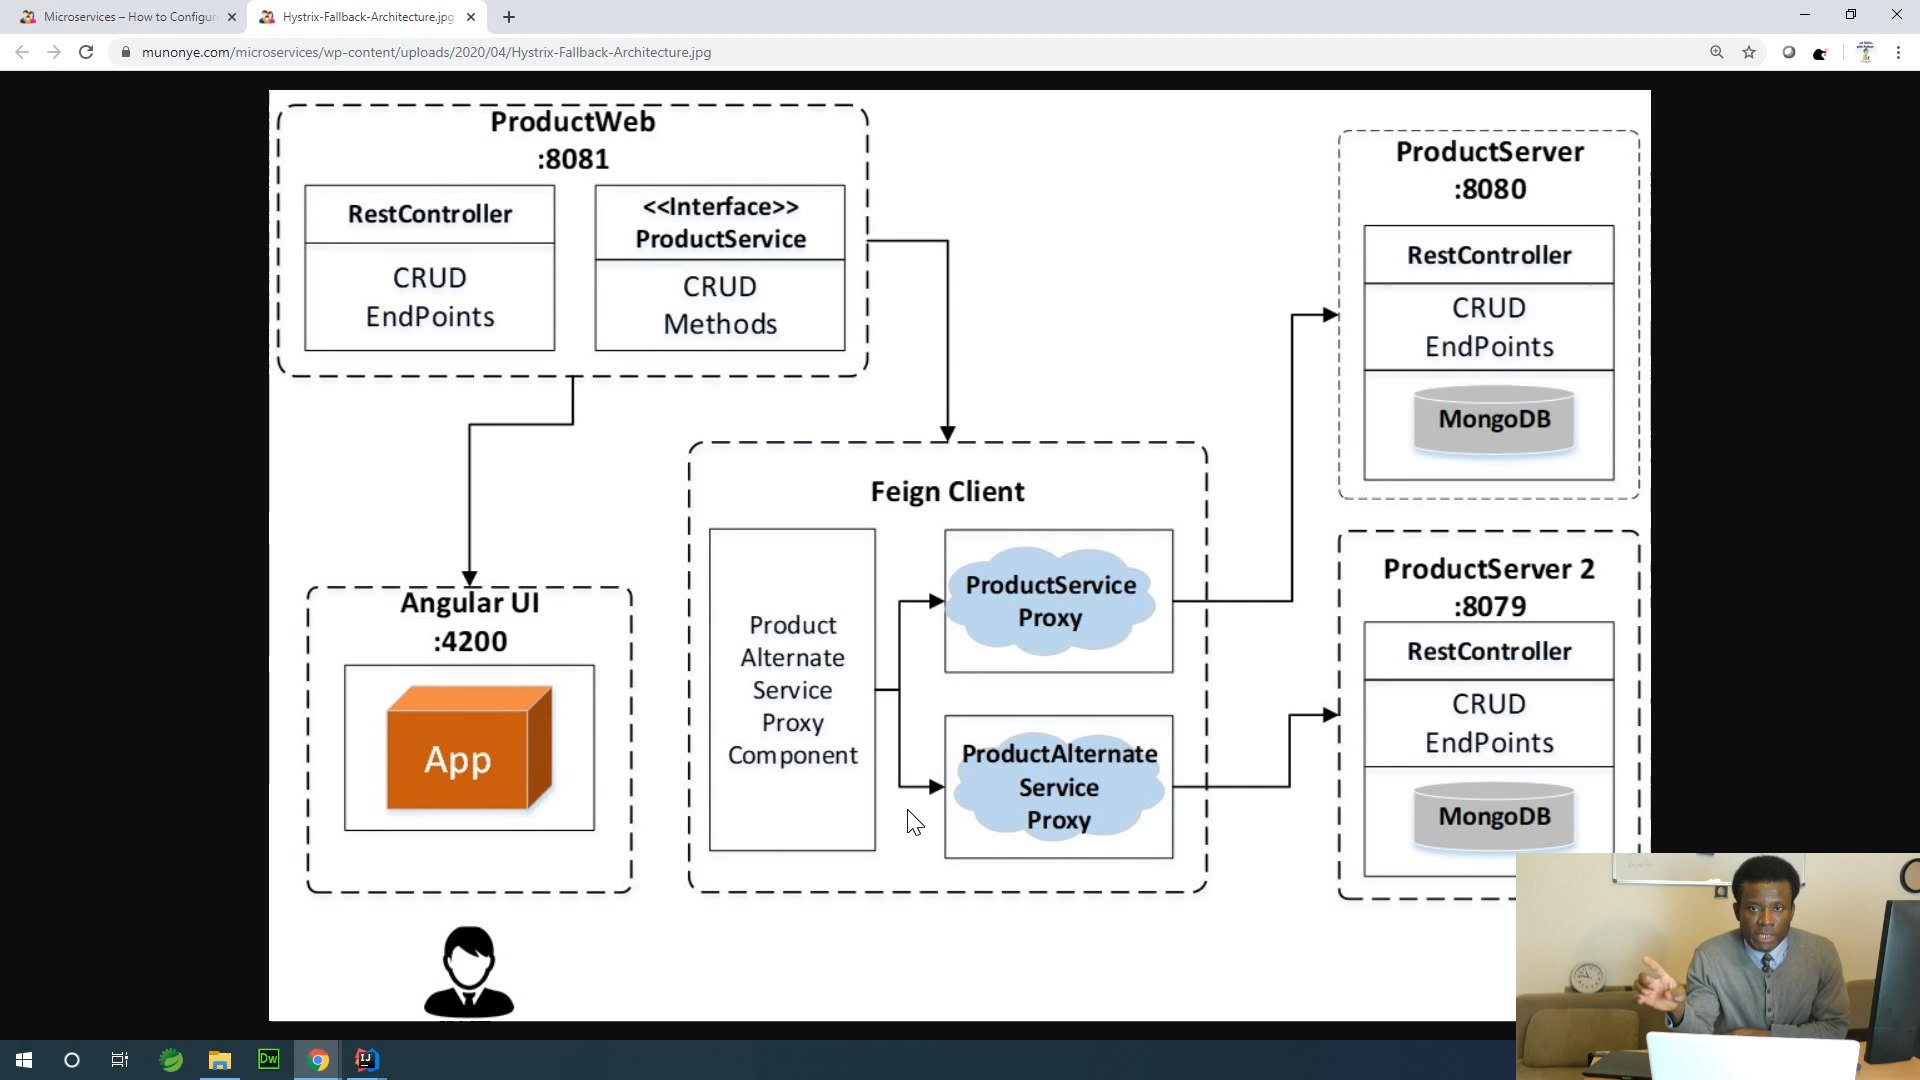 Microservices – How to Configur
Hystrix-Fallback-Architecture.jpg
munonye.com/microservices/wp-content/uploads/2020/04/Hystrix-Fallback-Architecture.jpg
ProductWeb
:8081
RestController
CRUD
EndPoints
<<Interface>>
ProductService
CRUD
Methods
ProductServer
:8080
RestController
CRUD
EndPoints
MongoDB
Feign Client
Product
Alternate
Service
Proxy
Component
ProductService
Proxy
ProductAlternate
Service
Proxy
ProductServer 2
:8079
RestController
CRUD
EndPoints
MongoDB
Angular UI
:4200
App
Dw
IJ